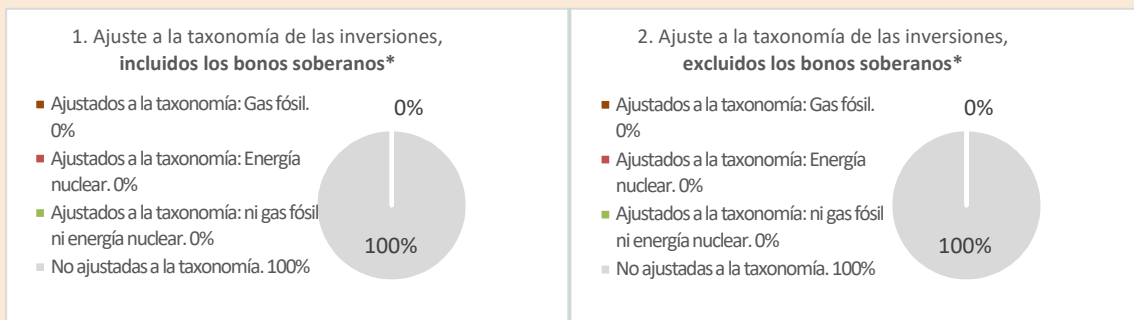 1. Ajuste a la taxonomía de las inversiones,
incluidos los bonos soberanos*
Ajustados a la taxonomía: Gas fósil.
0%
Ajustados a la taxonomía: Energía
nuclear. 0%
Ajustados a la taxonomía: ni gas fósil
ni energía nuclear. 0%
No ajustadas a la taxonomía. 100%
0%
100%
2. Ajuste a la taxonomía de las inversiones,
excluidos los bonos soberanos*
Ajustados a la taxonomía: Gas fósil.
0%
Ajustados a la taxonomía: Energía
nuclear. 0%
Ajustados a la taxonomía: ni gas fósil
ni energía nuclear. 0%
No ajustadas a la taxonomía. 100%
0%
100%